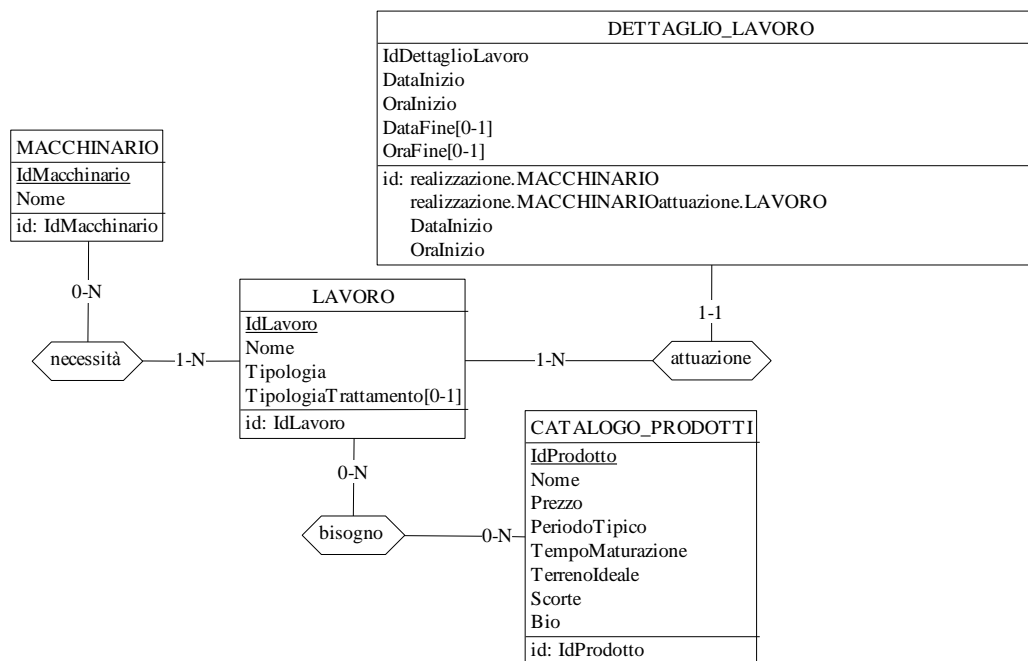 DETTAGLIO_LAVORO
IdDettaglioLavoro
DataInizio
OraInizio
DataFine[0-1]
OraFine[0-1]
id: realizzazione.MACCHINARIO
realizzazione.MACCHINARIOattuazione.LAVORO
DataInizio
OraInizio
MACCHINARIO
IdMacchinario
Nome
id: IdMacchinario
0-N
1-1
necessità
1-N
LAVORO
IdLavoro
Nome
Tipologia
TipologiaTrattamento[0-1]
id: IdLavoro
1-N
attuazione
0-N
bisogno
0-N
CATALOGO_PRODOTTI
IdProdotto
Nome
Prezzo
PeriodoTipico
TempoMaturazione
TerrenoIdeale
Scorte
Bio
id: IdProdotto